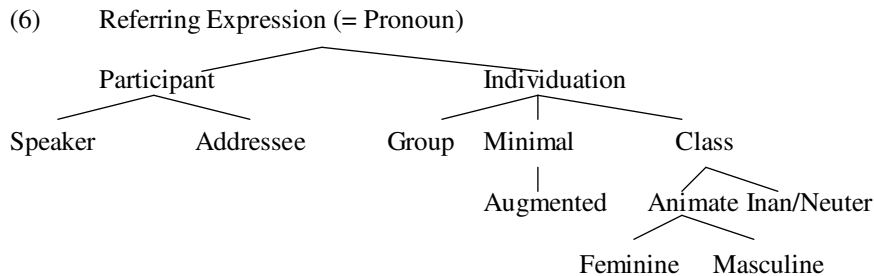 (6) Referring Expression (= Pronoun)
Participant Individuation
Speaker Addressee Group Minimal Class
Augmented Animate Inan/Neuter
Feminine Masculine